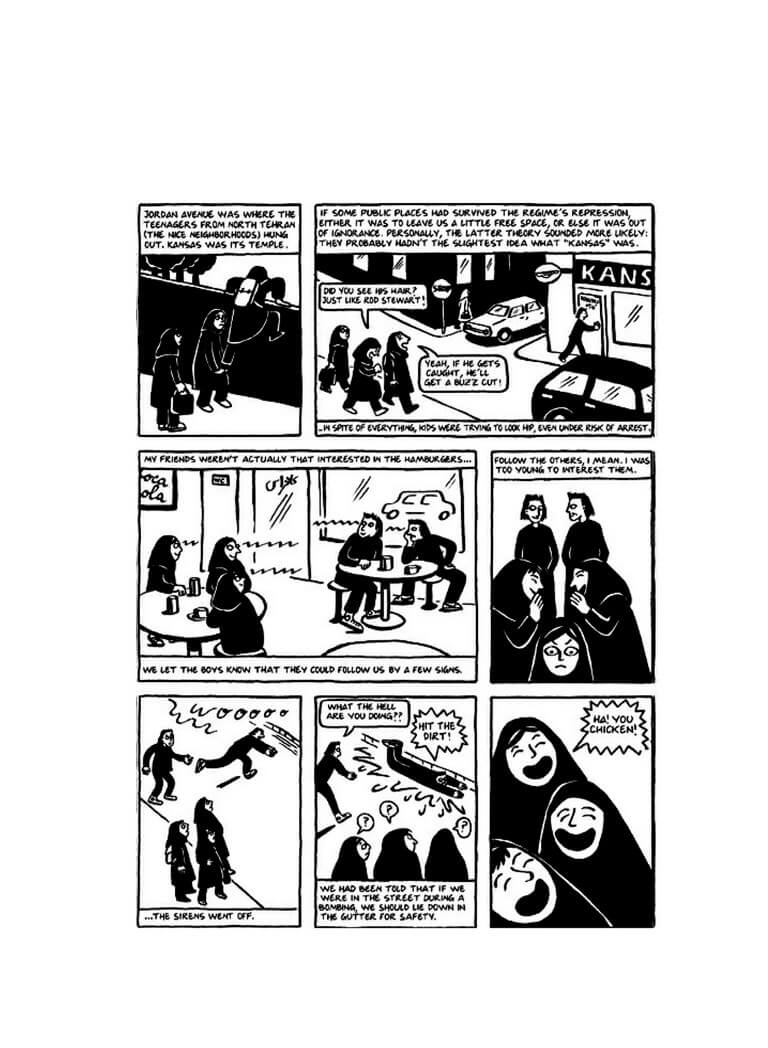 JORDAN AVENUE WAS WHERE THE
TEENAGERS FROM NORTH TEHRAN
(THE NICE NEIGHBORHOODS) HUNG
OUT. KANSAS WAS ITS TEMPLE.
IF SOME PUBLIC PLACES HAD SURVIVED THE REGIME'S REPRESSION,
EITHER IT WAS TO LEAVE US A LITTLE FREE SPACE, OR ELSE IT WAS OUT
OF IGNORANCE. PERSONALLY, THE LATTER THEORY SOUNDED MORE LIKELY:
THEY PROBABLY HADN'T THE SLIGHTEST IDEA WHAT "KANSAS" WAS.
KANS
DID YOU SEE HIS HAIR?
JUST LIKE ROD STEWART!
YEAH, IF HE GETS
CAUGHT, HE'LL
GET A BUZZ CUT!
...IN SPITE OF EVERYTHING, KIDS WERE TRYING TO LOOK HIP, EVEN UNDER RISK OF ARREST.
MY FRIENDS WEREN'T ACTUALLY THAT INTERESTED IN THE HAMBURGERS...
oca
ola
WC
WE LET THE BOYS KNOW THAT THEY COULD FOLLOW US BY A FEW SIGNS.
FOLLOW THE OTHERS, I MEAN. I WAS
TOO YOUNG TO INTEREST THEM.
WOOOOO
...THE SIRENS WENT OFF.
WHAT THE HELL
ARE YOU DOING??
HIT THE
DIRT!
?
?
?
WE HAD BEEN TOLD THAT IF WE
WERE IN THE STREET DURING A
BOMBING, WE SHOULD LIE DOWN IN
THE GUTTER FOR SAFETY.
HA! YOU
CHICKEN!